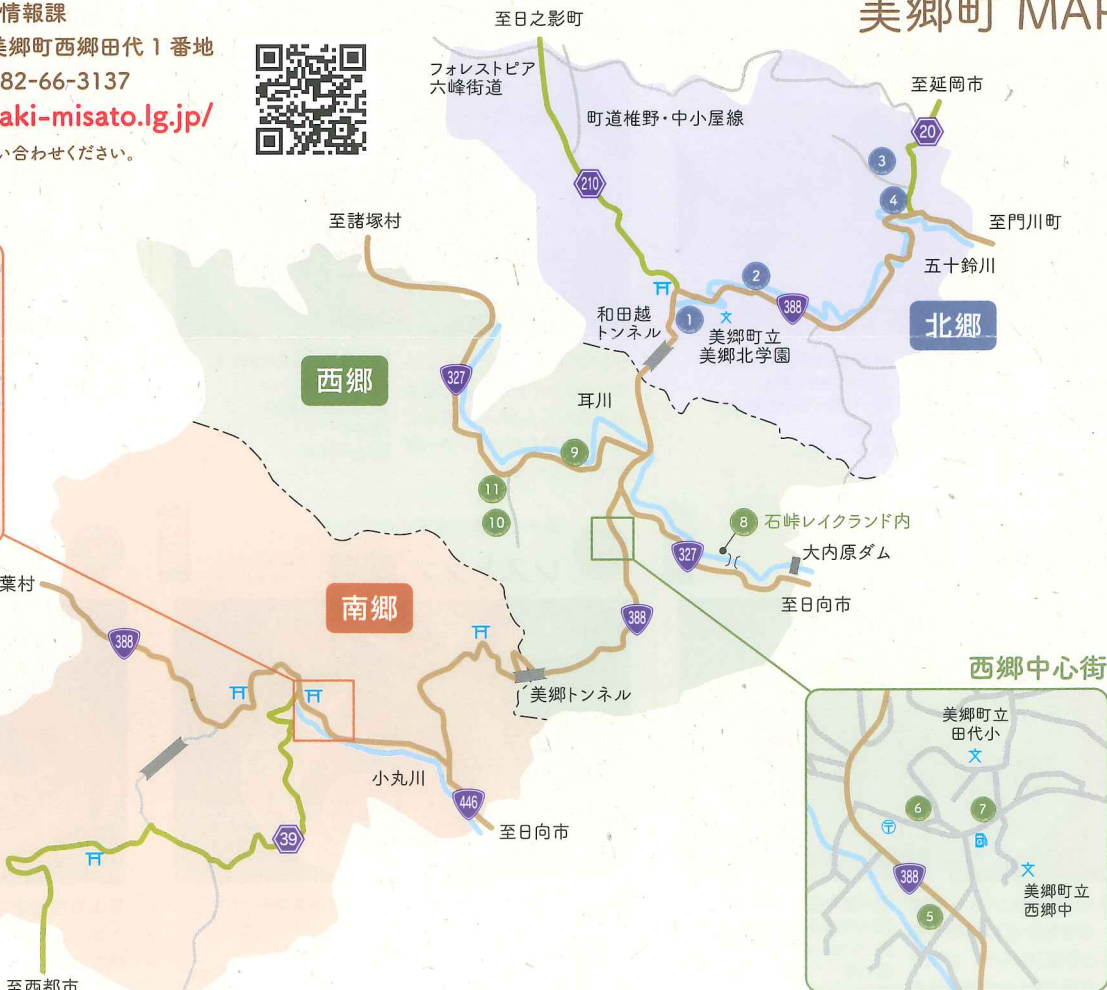 情報課
美郷町西郷田代 1 番地
82-66-3137
aki-misato.lg.jp/
い合わせください。
美郷町 MAP
至日之影町
フォレストピア
六峰街道
町道椎野・中小屋線
至延岡市
20
3
210
4
至門川町
五十鈴川
至諸塚村
2
388
北郷
和田越
トンネル
1
文
美郷町立
美郷北学園
西郷
327
耳川
9
11
10
8
石峠レイクランド内
327
大内原ダム
至日向市
葉村
南郷
388
388
美郷トンネル
小丸川
446
至日向市
39
至西都市
西郷中心街
美郷町立
田代小
文
6
7
〒
388
文
美郷町立
西郷中
5